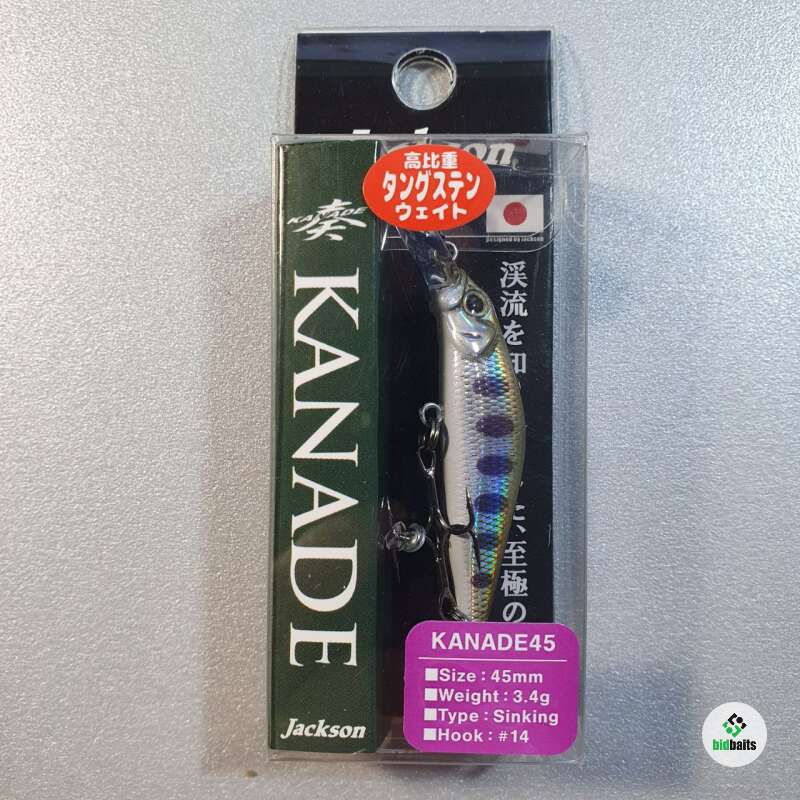 高比重
タングステン
ウェイト
Designed by Jackson
KANADE
奏
KANADE
渓流を
た、至極の
Jackson
KANADE45
■Size：45mm
■Weight：3.4g
■Type：Sinking
■Hook：#14
bidbaits